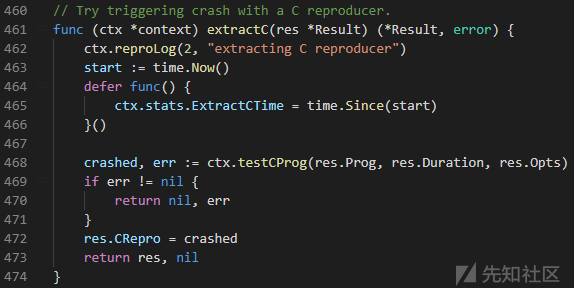 460 // Try triggering crash with a C reproducer.
461 func (ctx *context) extractC(res *Result) (*Result, error) {
462     ctx.reproLog(2, "extracting C reproducer")
463     start := time.Now()
464     defer func() {
465         ctx.stats.ExtractCTime = time.Since(start)
466     }()
467
468     crashed, err := ctx.testCProg(res.Prog, res.Duration, res.Opts)
469     if err != nil {
470         return nil, err
471     }
472     res.CRepro = crashed
473     return res, nil
474 }
先知社区